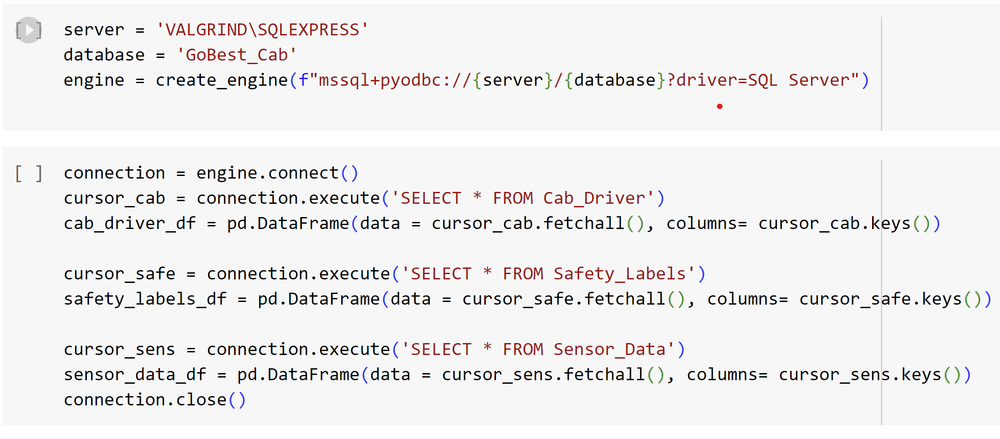 [ ] server = 'VALGRIND\SQLEXPRESS'
database = 'GoBest_Cab'
engine = create_engine(f"mssql+pyodbc://{server}/{database}?driver=SQL Server")
[ ] connection = engine.connect()
cursor_cab = connection.execute('SELECT * FROM Cab_Driver')
cab_driver_df = pd.DataFrame(data = cursor_cab.fetchall(), columns= cursor_cab.keys())
cursor_safe = connection.execute('SELECT * FROM Safety_Labels')
safety_labels_df = pd.DataFrame(data = cursor_safe.fetchall(), columns= cursor_safe.keys())
cursor_sens = connection.execute('SELECT * FROM Sensor_Data')
sensor_data_df = pd.DataFrame(data = cursor_sens.fetchall(), columns= cursor_sens.keys())
connection.close()